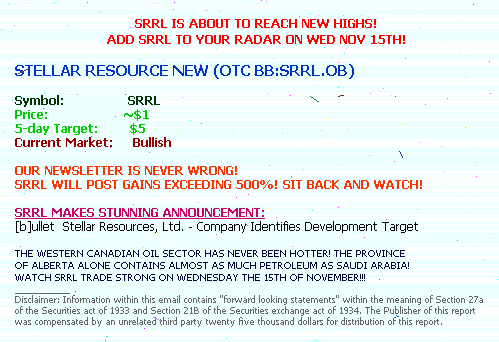 SRRL IS ABOUT TO REACH NEW HIGHS!
ADD SRRL TO YOUR RADAR ON WED NOV 15TH!
STELLAR RESOURCE NEW (OTC BB:SRRL.OB)
Symbol: SRRL
Price: ~$1
5-day Target: $5
Current Market: Bullish
OUR NEWSLETTER IS NEVER WRONG!
SRRL WILL POST GAINS EXCEEDING 500%! SIT BACK AND WATCH!
SRRL MAKES STUNNING ANNOUNCEMENT:
[b]ullet Stellar Resources, Ltd. - Company Identifies Development Target
THE WESTERN CANADIAN OIL SECTOR HAS NEVER BEEN HOTTER! THE PROVINCE
OF ALBERTA ALONE CONTAINS ALMOST AS MUCH PETROLEUM AS SAUDI ARABIA!
WATCH SRRL TRADE STRONG ON WEDNESDAY THE 15TH OF NOVEMBER!!!
Disclaimer: Information within this email contains "forward looking statements" within the meaning of Section 27a
of the Securities act of 1933 and Section 21B of the Securities exchange act of 1934. The Publisher of this report
was compensated by an unrelated third party twenty five thousand dollars for distribution of this report.